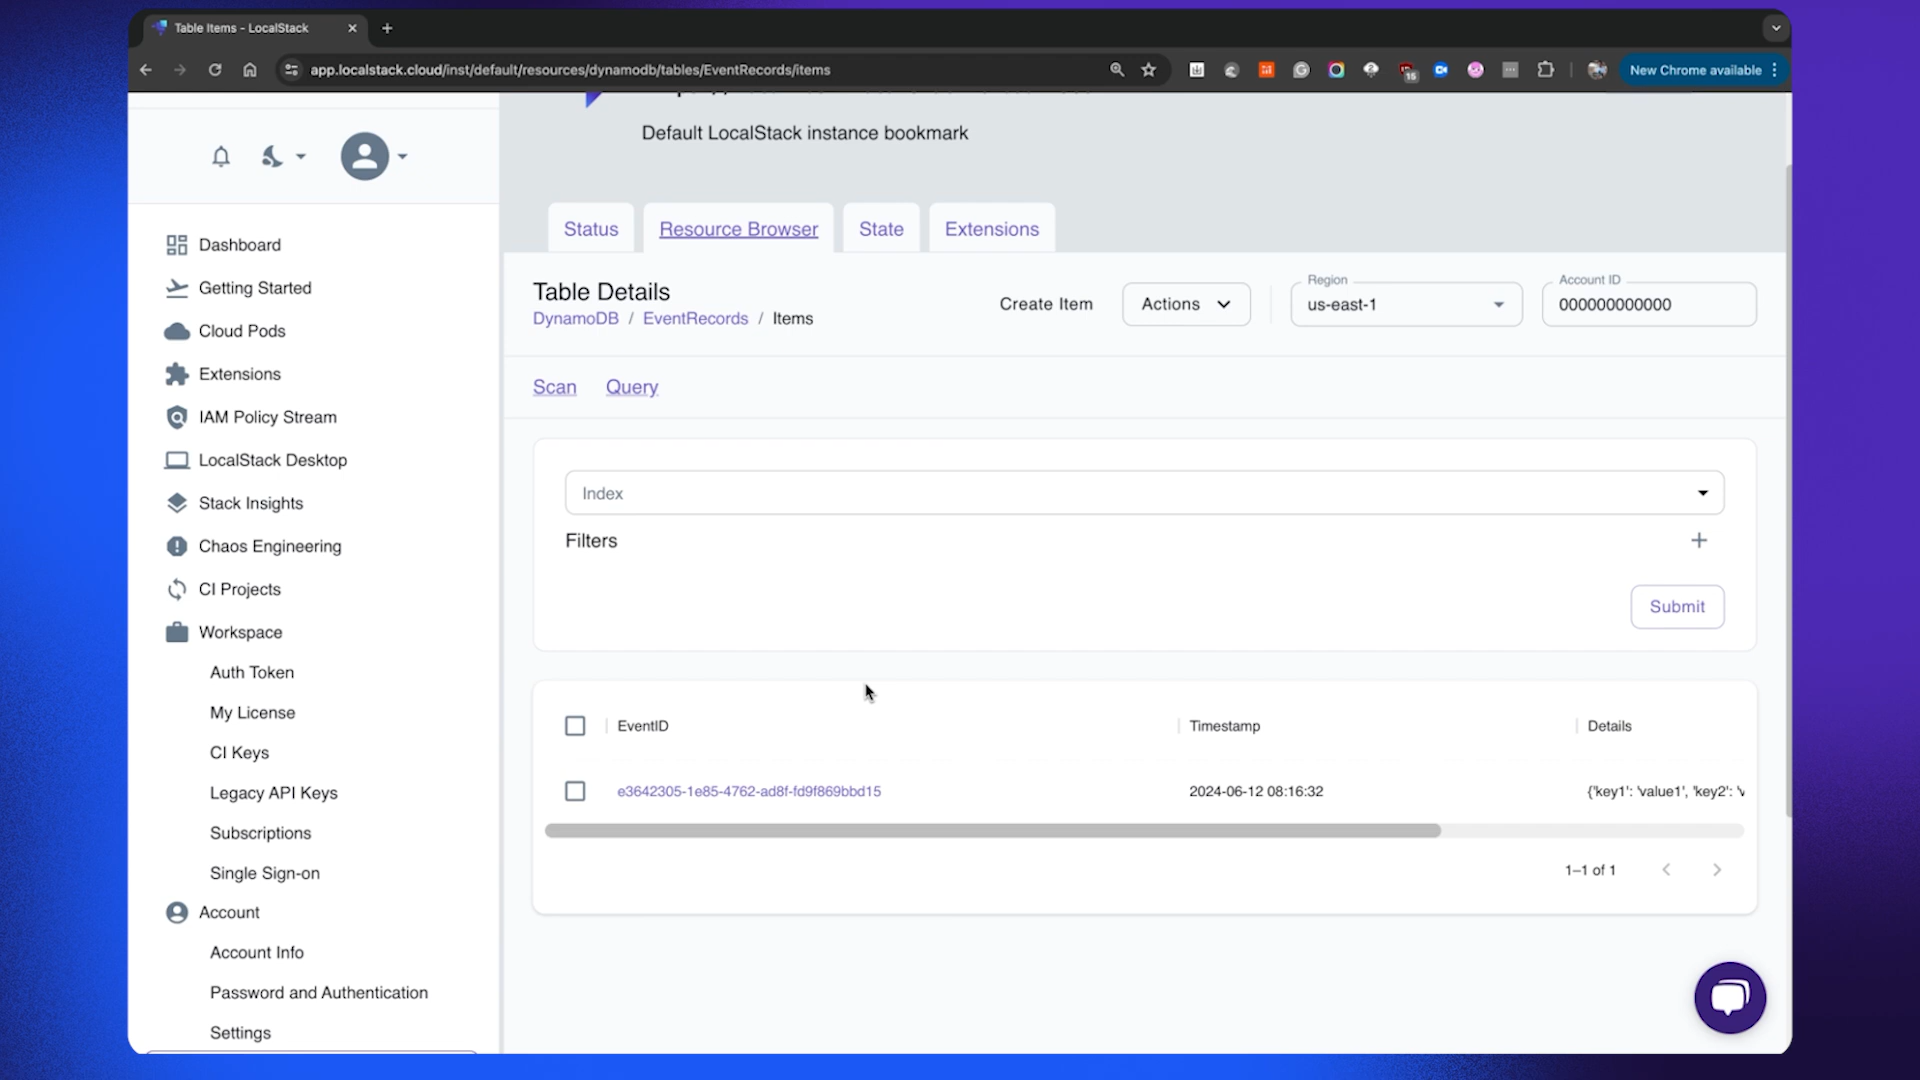 Table Items - LocalStack
app.localstack.cloud/inst/default/resources/dynamodb/tables/EventRecords/items
15
New Chrome available
Default LocalStack instance bookmark
Status
Resource Browser
State
Extensions
Dashboard
Getting Started
Cloud Pods
Extensions
IAM Policy Stream
LocalStack Desktop
Stack Insights
Chaos Engineering
CI Projects
Workspace
Auth Token
My License
CI Keys
Legacy API Keys
Subscriptions
Single Sign-on
Account
Account Info
Password and Authentication
Settings
Table Details
DynamoDB / EventRecords / Items
Create Item
Actions
Region
us-east-1
Account ID
000000000000
Scan
Query
Index
Filters
Submit
EventID
Timestamp
Details
e3642305-1e85-4762-ad8f-fd9f869bbd15
2024-06-12 08:16:32
{'key1': 'value1', 'key2': 'v
1–1 of 1